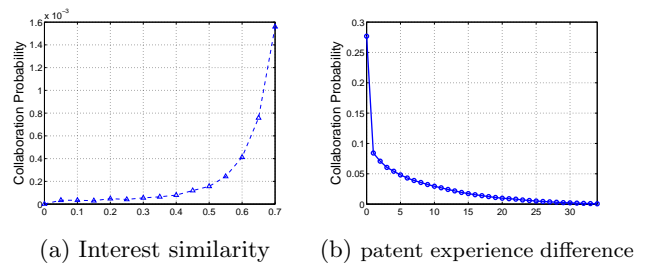 x 10⁻³
1.6
1.4
1.2
1
0.8
0.6
0.4
0.2
0
Collaboration Probability
0 0.1 0.2 0.3 0.4 0.5 0.6 0.7
(a) Interest similarity
0.3
0.25
0.2
0.15
0.1
0.05
0
Collaboration Probability
0 5 10 15 20 25 30
(b) patent experience difference